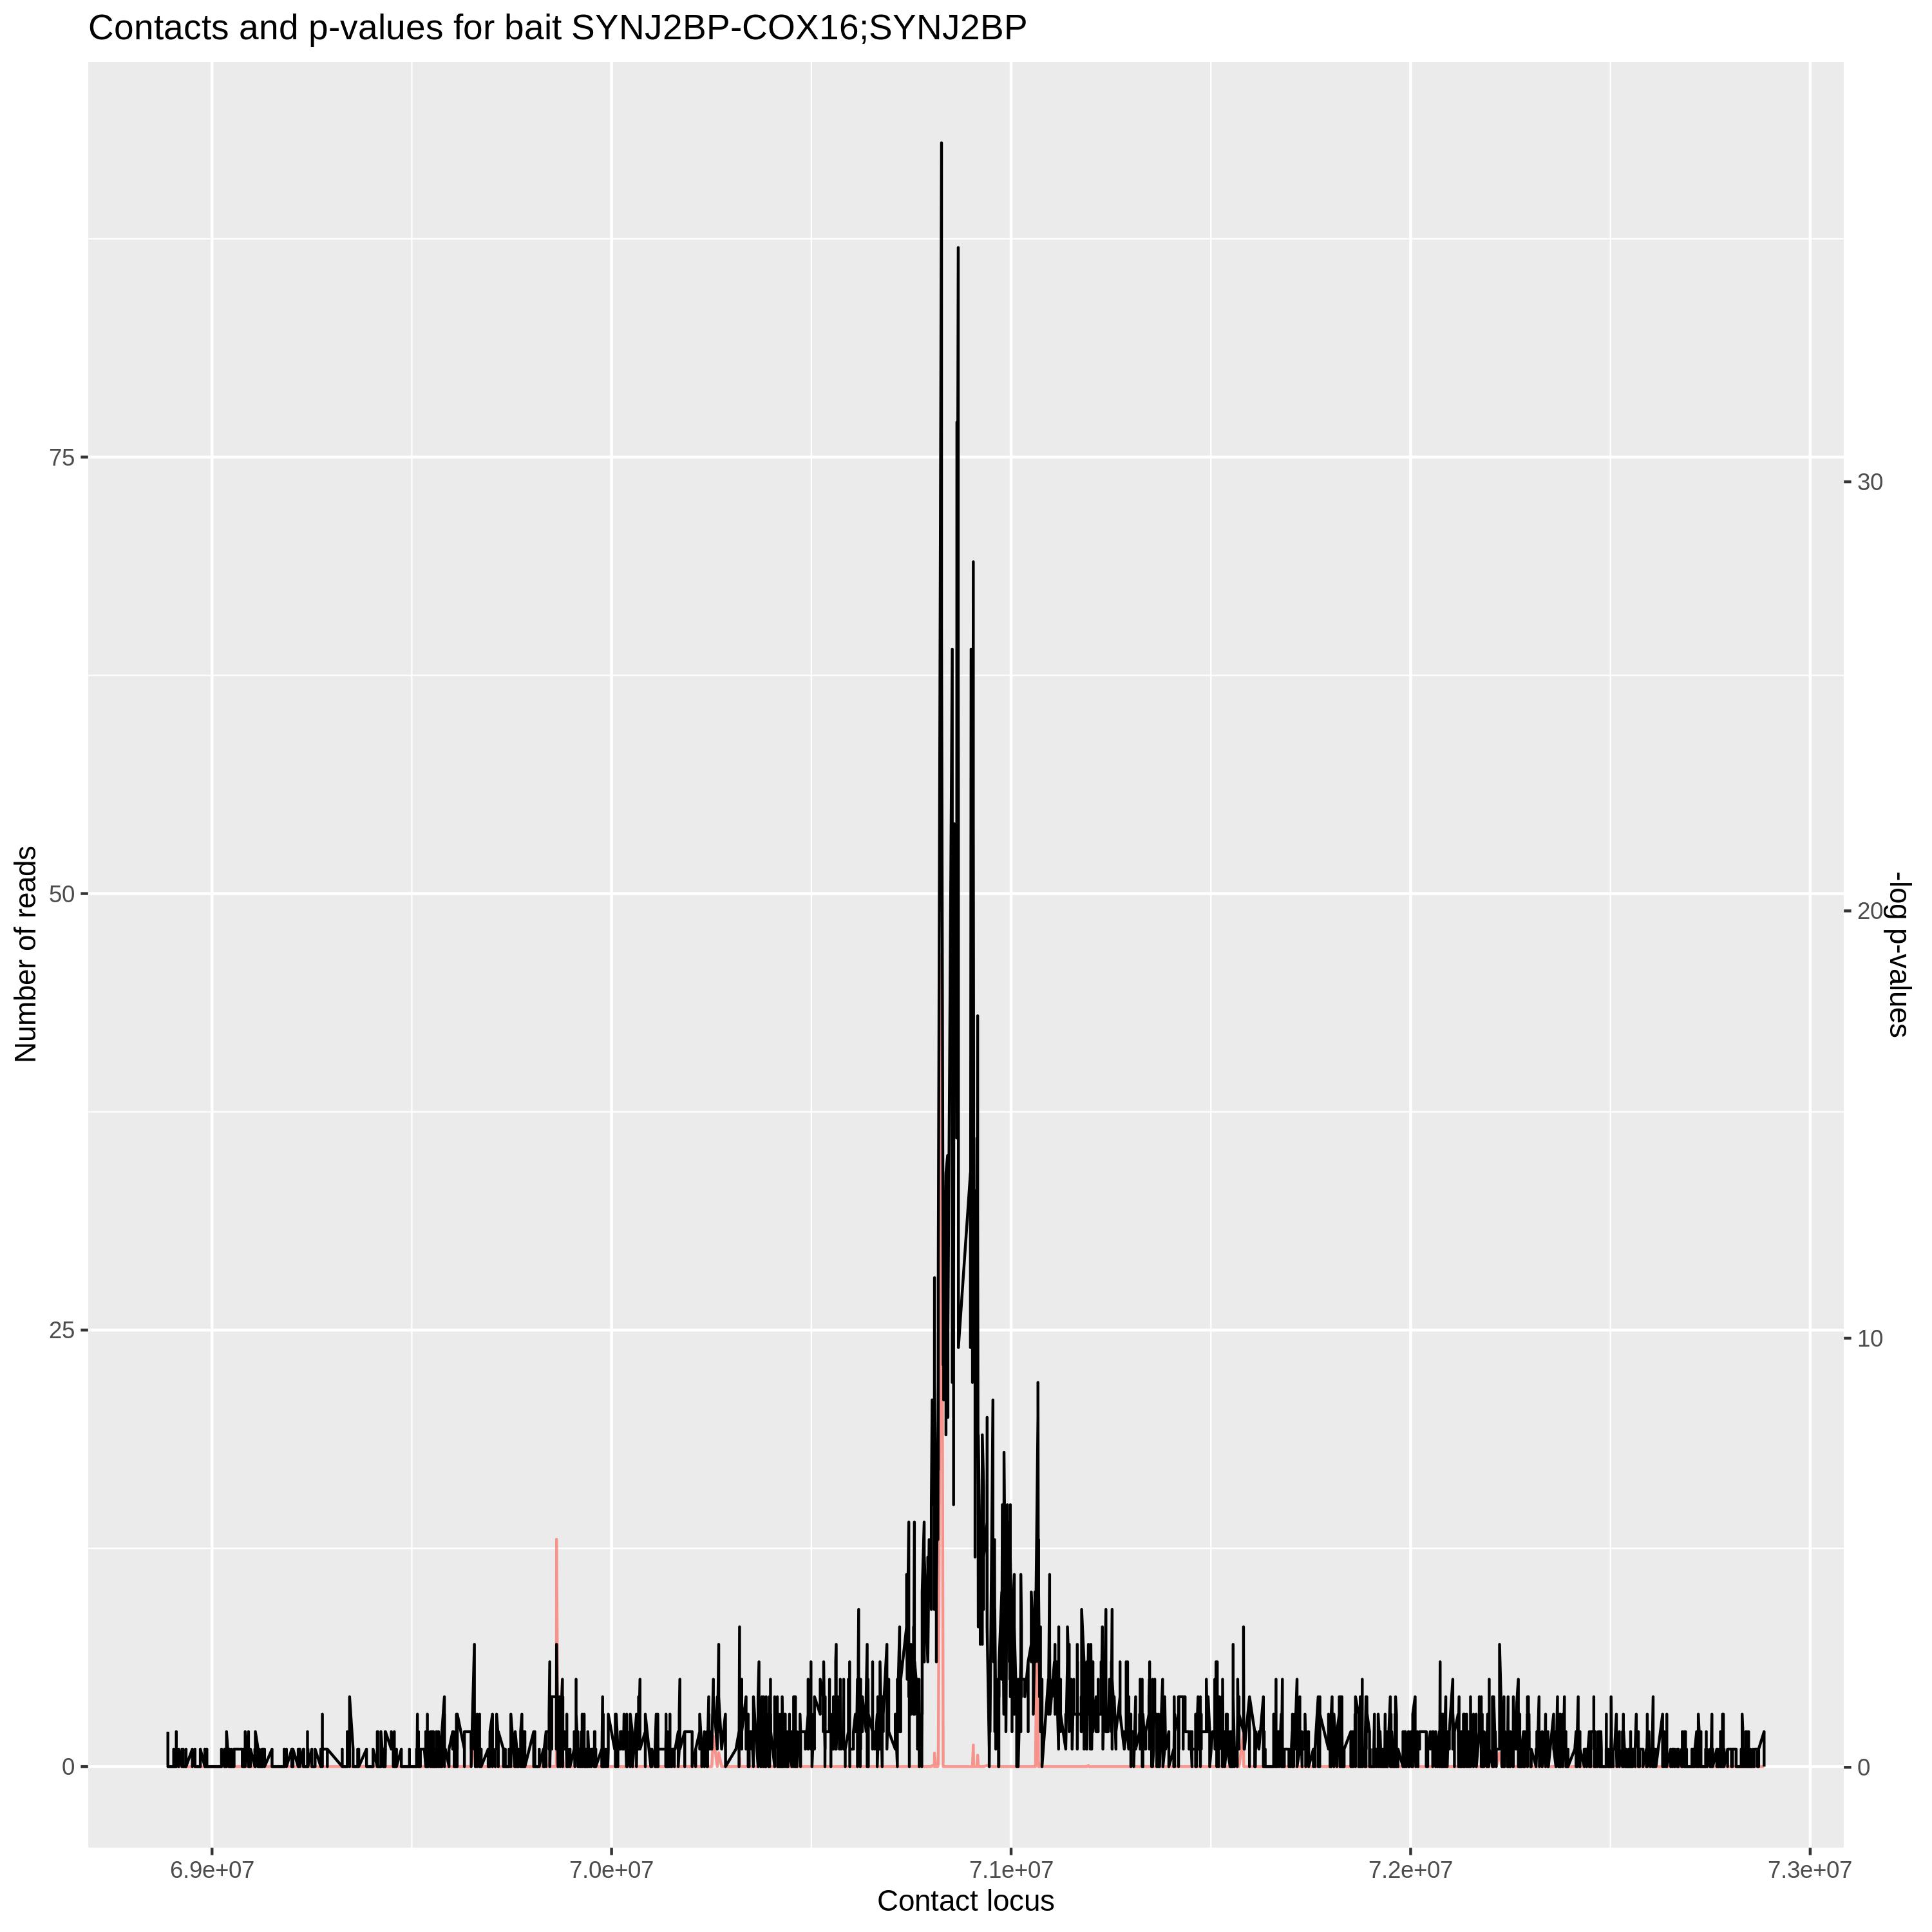 Contacts and p-values for bait SYNJ2BP-COX16;SYNJ2BP
Number of reads
75
50
25
0
30
20
10
0
-log p-values
6.9e+07 7.0e+07 7.1e+07 7.2e+07 7.3e+07
Contact locus